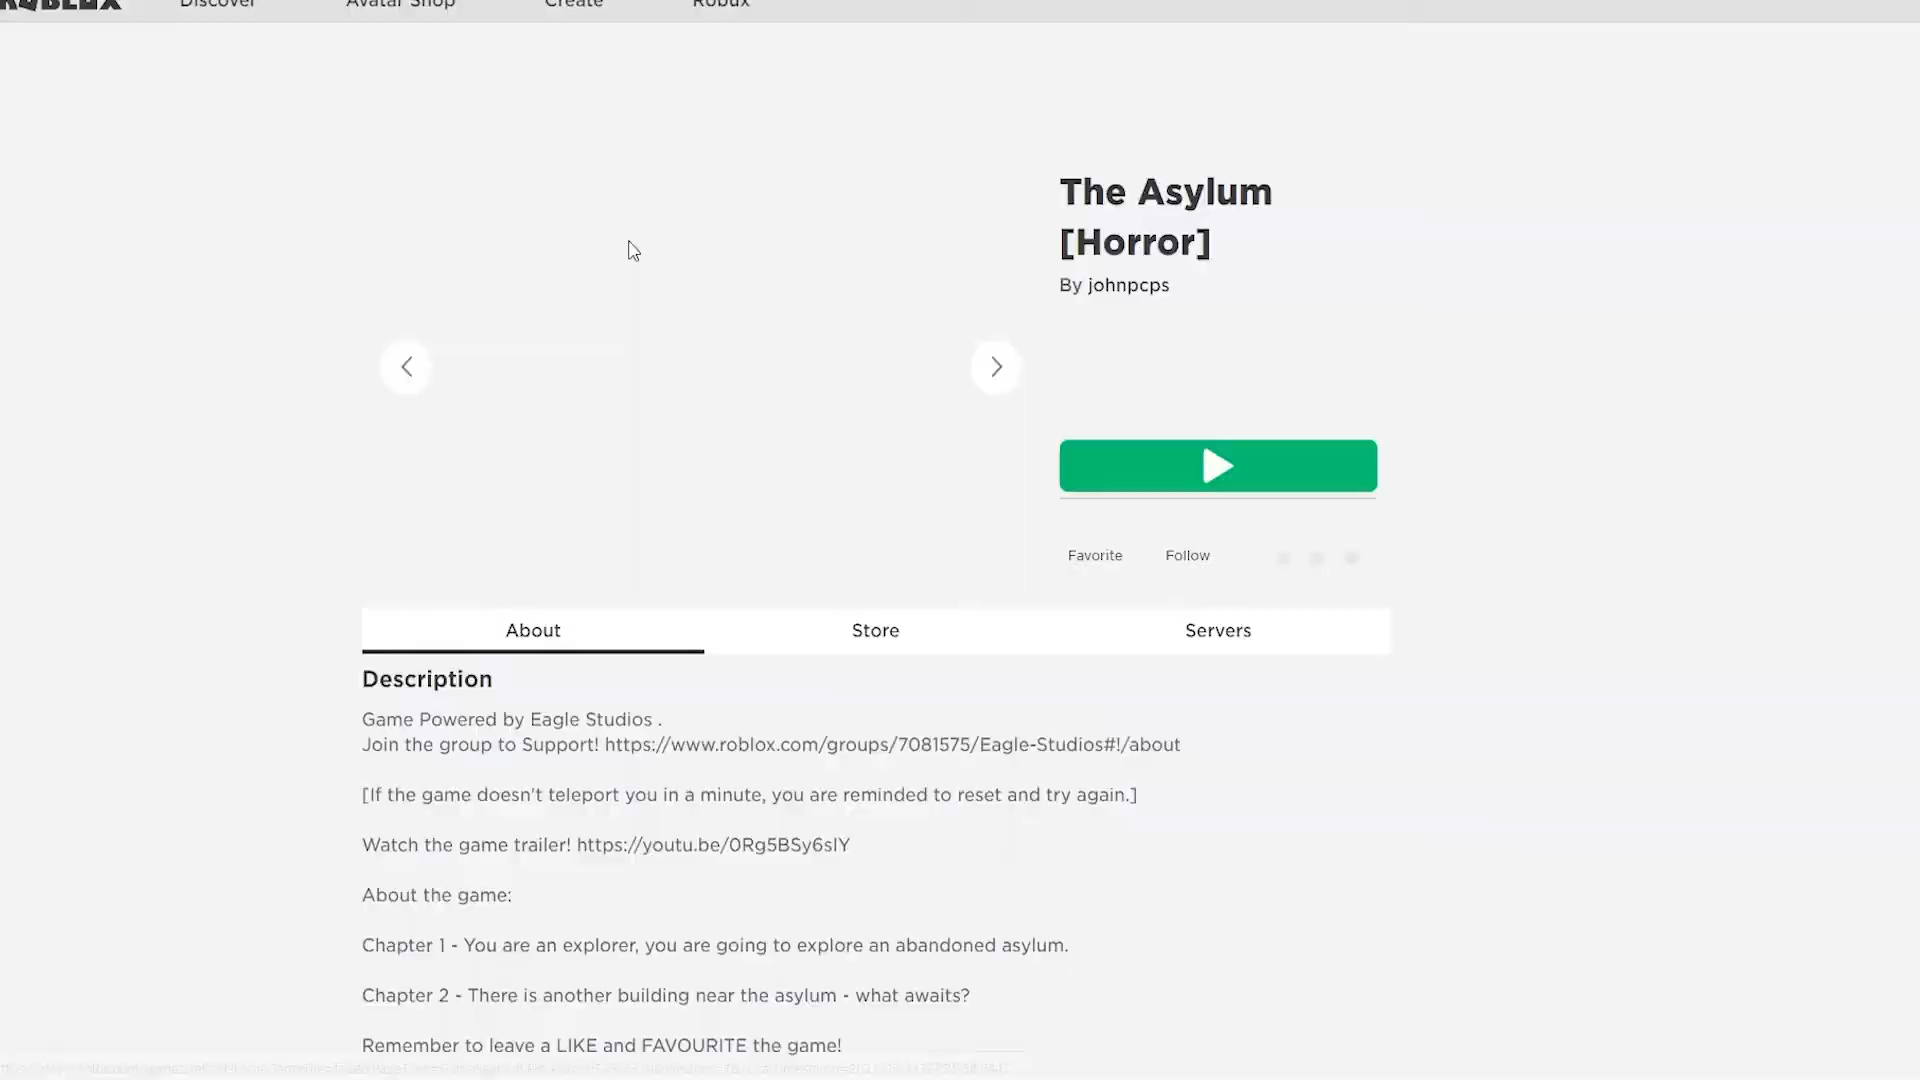 ROBLOX Discover Avatar Shop Create Robux
The Asylum
[Horror]
By johnpcps
Favorite Follow
About Store Servers
Description
Game Powered by Eagle Studios .
Join the group to Support! https://www.roblox.com/groups/7081575/Eagle-Studios#!/about
[If the game doesn't teleport you in a minute, you are reminded to reset and try again.]
Watch the game trailer! https://youtu.be/0Rg5BSy6sIY
About the game:
Chapter 1 - You are an explorer, you are going to explore an abandoned asylum.
Chapter 2 - There is another building near the asylum - what awaits?
Remember to leave a LIKE and FAVOURITE the game!